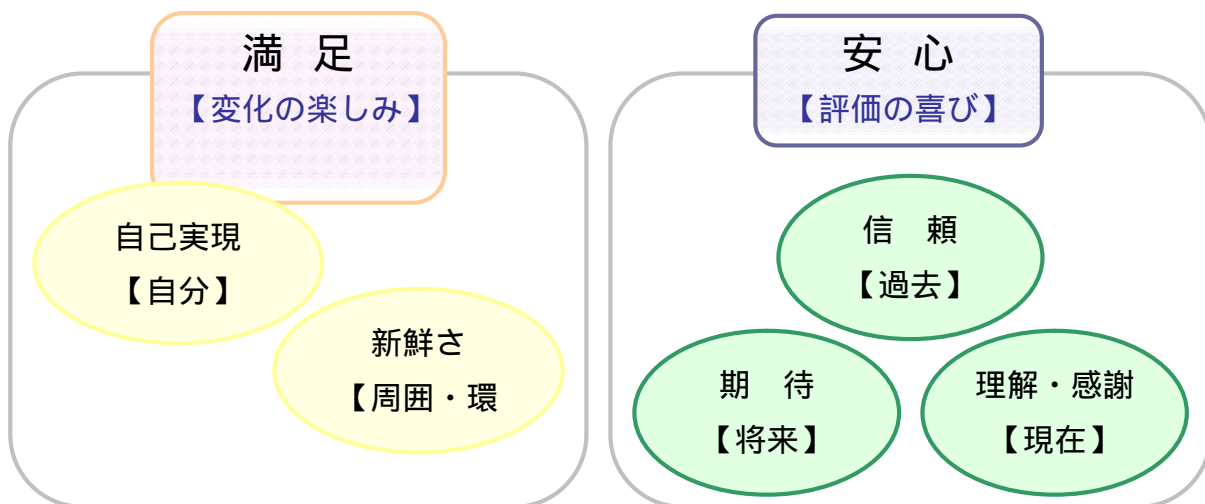 満 足
【変化の楽しみ】
自己実現
【自分】
新鮮さ
【周囲・環
安 心
【評価の喜び】
信 頼
【過去】
期 待
【将来】
理解・感謝
【現在】